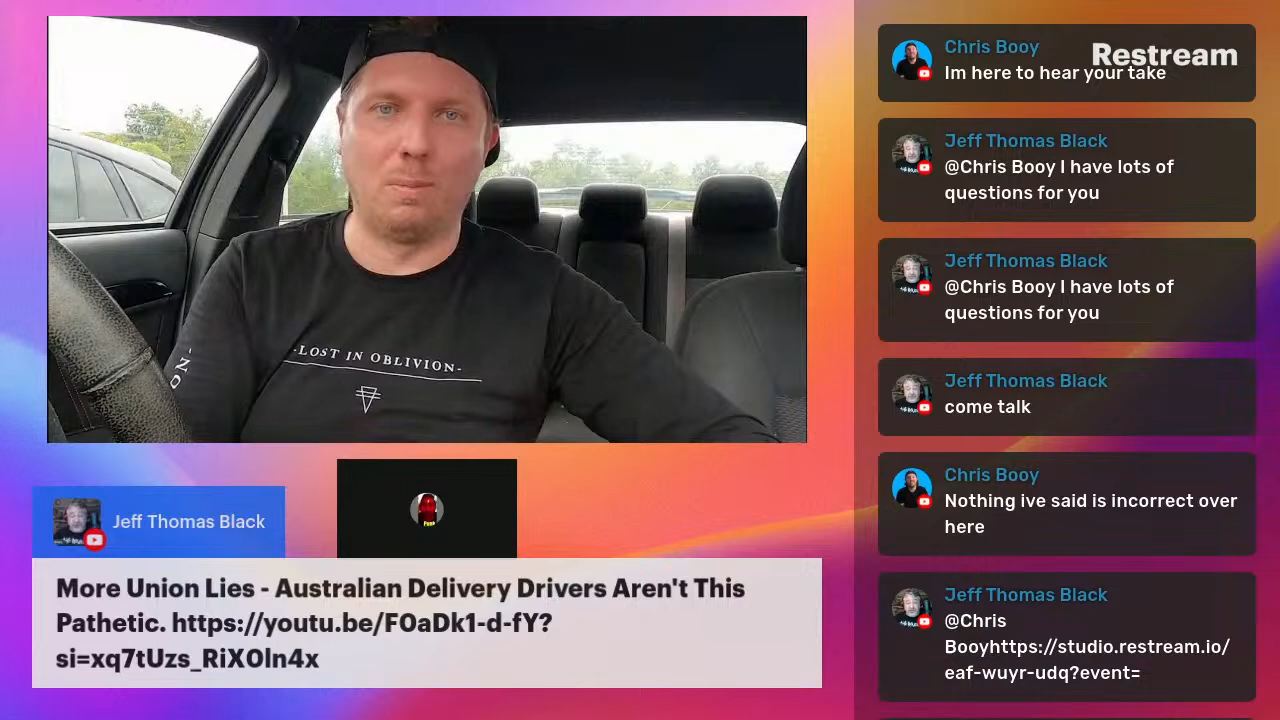 -LOST IN OBLIVION-
ON-
Jeff Thomas Black
More Union Lies - Australian Delivery Drivers Aren't This
Pathetic. https://youtu.be/FOaDk1-d-fY?
si=xq7tUzs_RiXOln4x
Restream
Chris Booy
Im here to hear your take
Jeff Thomas Black
@Chris Booy I have lots of
questions for you
Jeff Thomas Black
@Chris Booy I have lots of
questions for you
Jeff Thomas Black
come talk
Chris Booy
Nothing ive said is incorrect over
here
Jeff Thomas Black
@Chris
Booyhttps://studio.restream.io/
eaf-wuyr-udq?event=